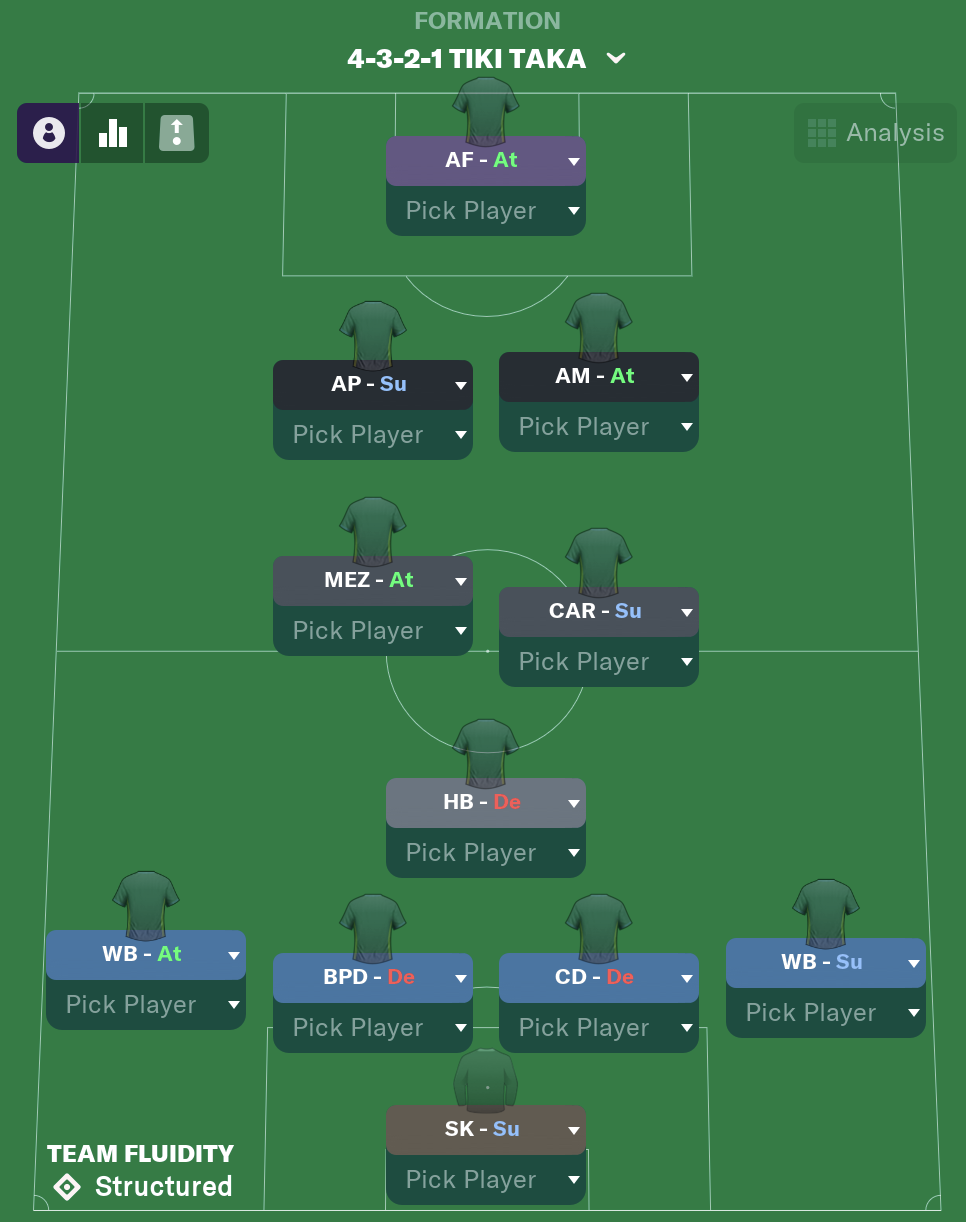 FORMATION
4-3-2-1 TIKI TAKA
Analysis
AF - At
Pick Player
AP - Su
Pick Player
AM - At
Pick Player
MEZ - At
Pick Player
CAR - Su
Pick Player
HB - De
Pick Player
WB - At
Pick Player
BPD - De
Pick Player
CD - De
Pick Player
WB - Su
Pick Player
SK - Su
Pick Player
TEAM FLUIDITY
Structured